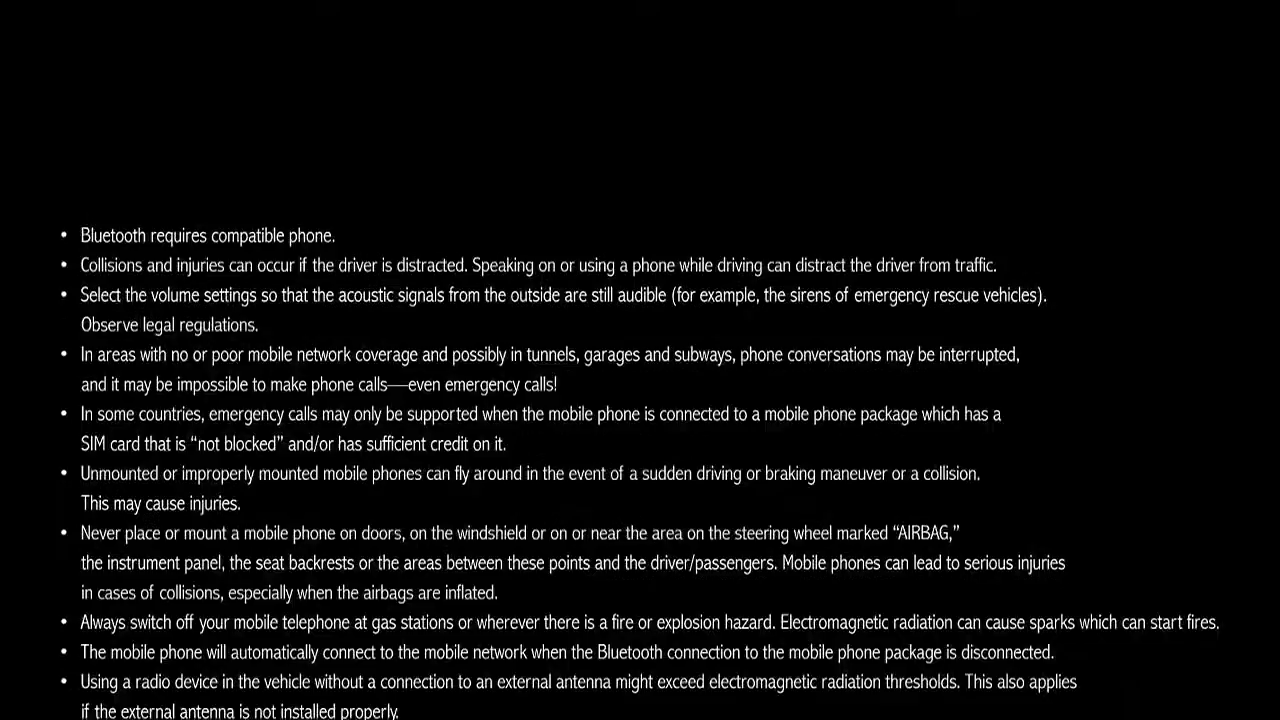 • Bluetooth requires compatible phone.
• Collisions and injuries can occur if the driver is distracted. Speaking on or using a phone while driving can distract the driver from traffic.
• Select the volume settings so that the acoustic signals from the outside are still audible (for example, the sirens of emergency rescue vehicles).
Observe legal regulations.
• In areas with no or poor mobile network coverage and possibly in tunnels, garages and subways, phone conversations may be interrupted,
and it may be impossible to make phone calls—even emergency calls!
• In some countries, emergency calls may only be supported when the mobile phone is connected to a mobile phone package which has a
SIM card that is “not blocked” and/or has sufficient credit on it.
• Unmounted or improperly mounted mobile phones can fly around in the event of a sudden driving or braking maneuver or a collision.
This may cause injuries.
• Never place or mount a mobile phone on doors, on the windshield or on or near the area on the steering wheel marked “AIRBAG,”
the instrument panel, the seat backrests or the areas between these points and the driver/passengers. Mobile phones can lead to serious injuries
in cases of collisions, especially when the airbags are inflated.
• Always switch off your mobile telephone at gas stations or wherever there is a fire or explosion hazard. Electromagnetic radiation can cause sparks which can start fires.
• The mobile phone will automatically connect to the mobile network when the Bluetooth connection to the mobile phone package is disconnected.
• Using a radio device in the vehicle without a connection to an external antenna might exceed electromagnetic radiation thresholds. This also applies
if the external antenna is not installed properly.